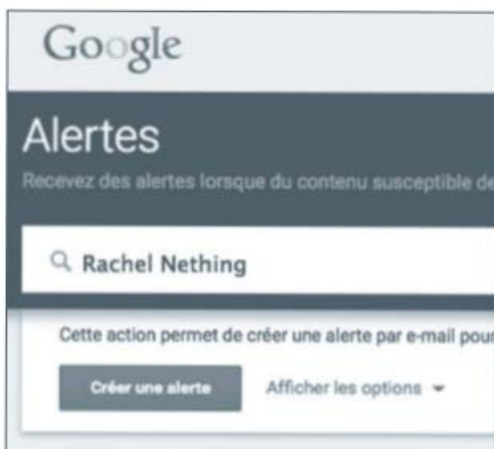 Google
Alertes
Recevez des alertes lorsque du contenu susceptible de
Rachel Nething
Cette action permet de créer une alerte par e-mail pour
Créer une alerte
Afficher les options